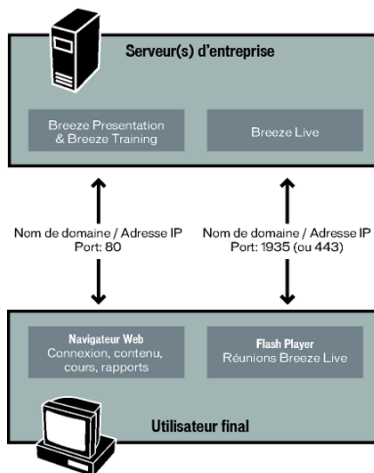 Serveur(s) d'entreprise
Breeze Presentation
& Breeze Training
Breeze Live
Nom de domaine / Adresse IP
Port: 80
Nom de domaine / Adresse IP
Port: 1935 (ou 443)
Navigateur Web
Connexion, contenu,
cours, rapports
Flash Player
Réunions Breeze Live
Utilisateur final